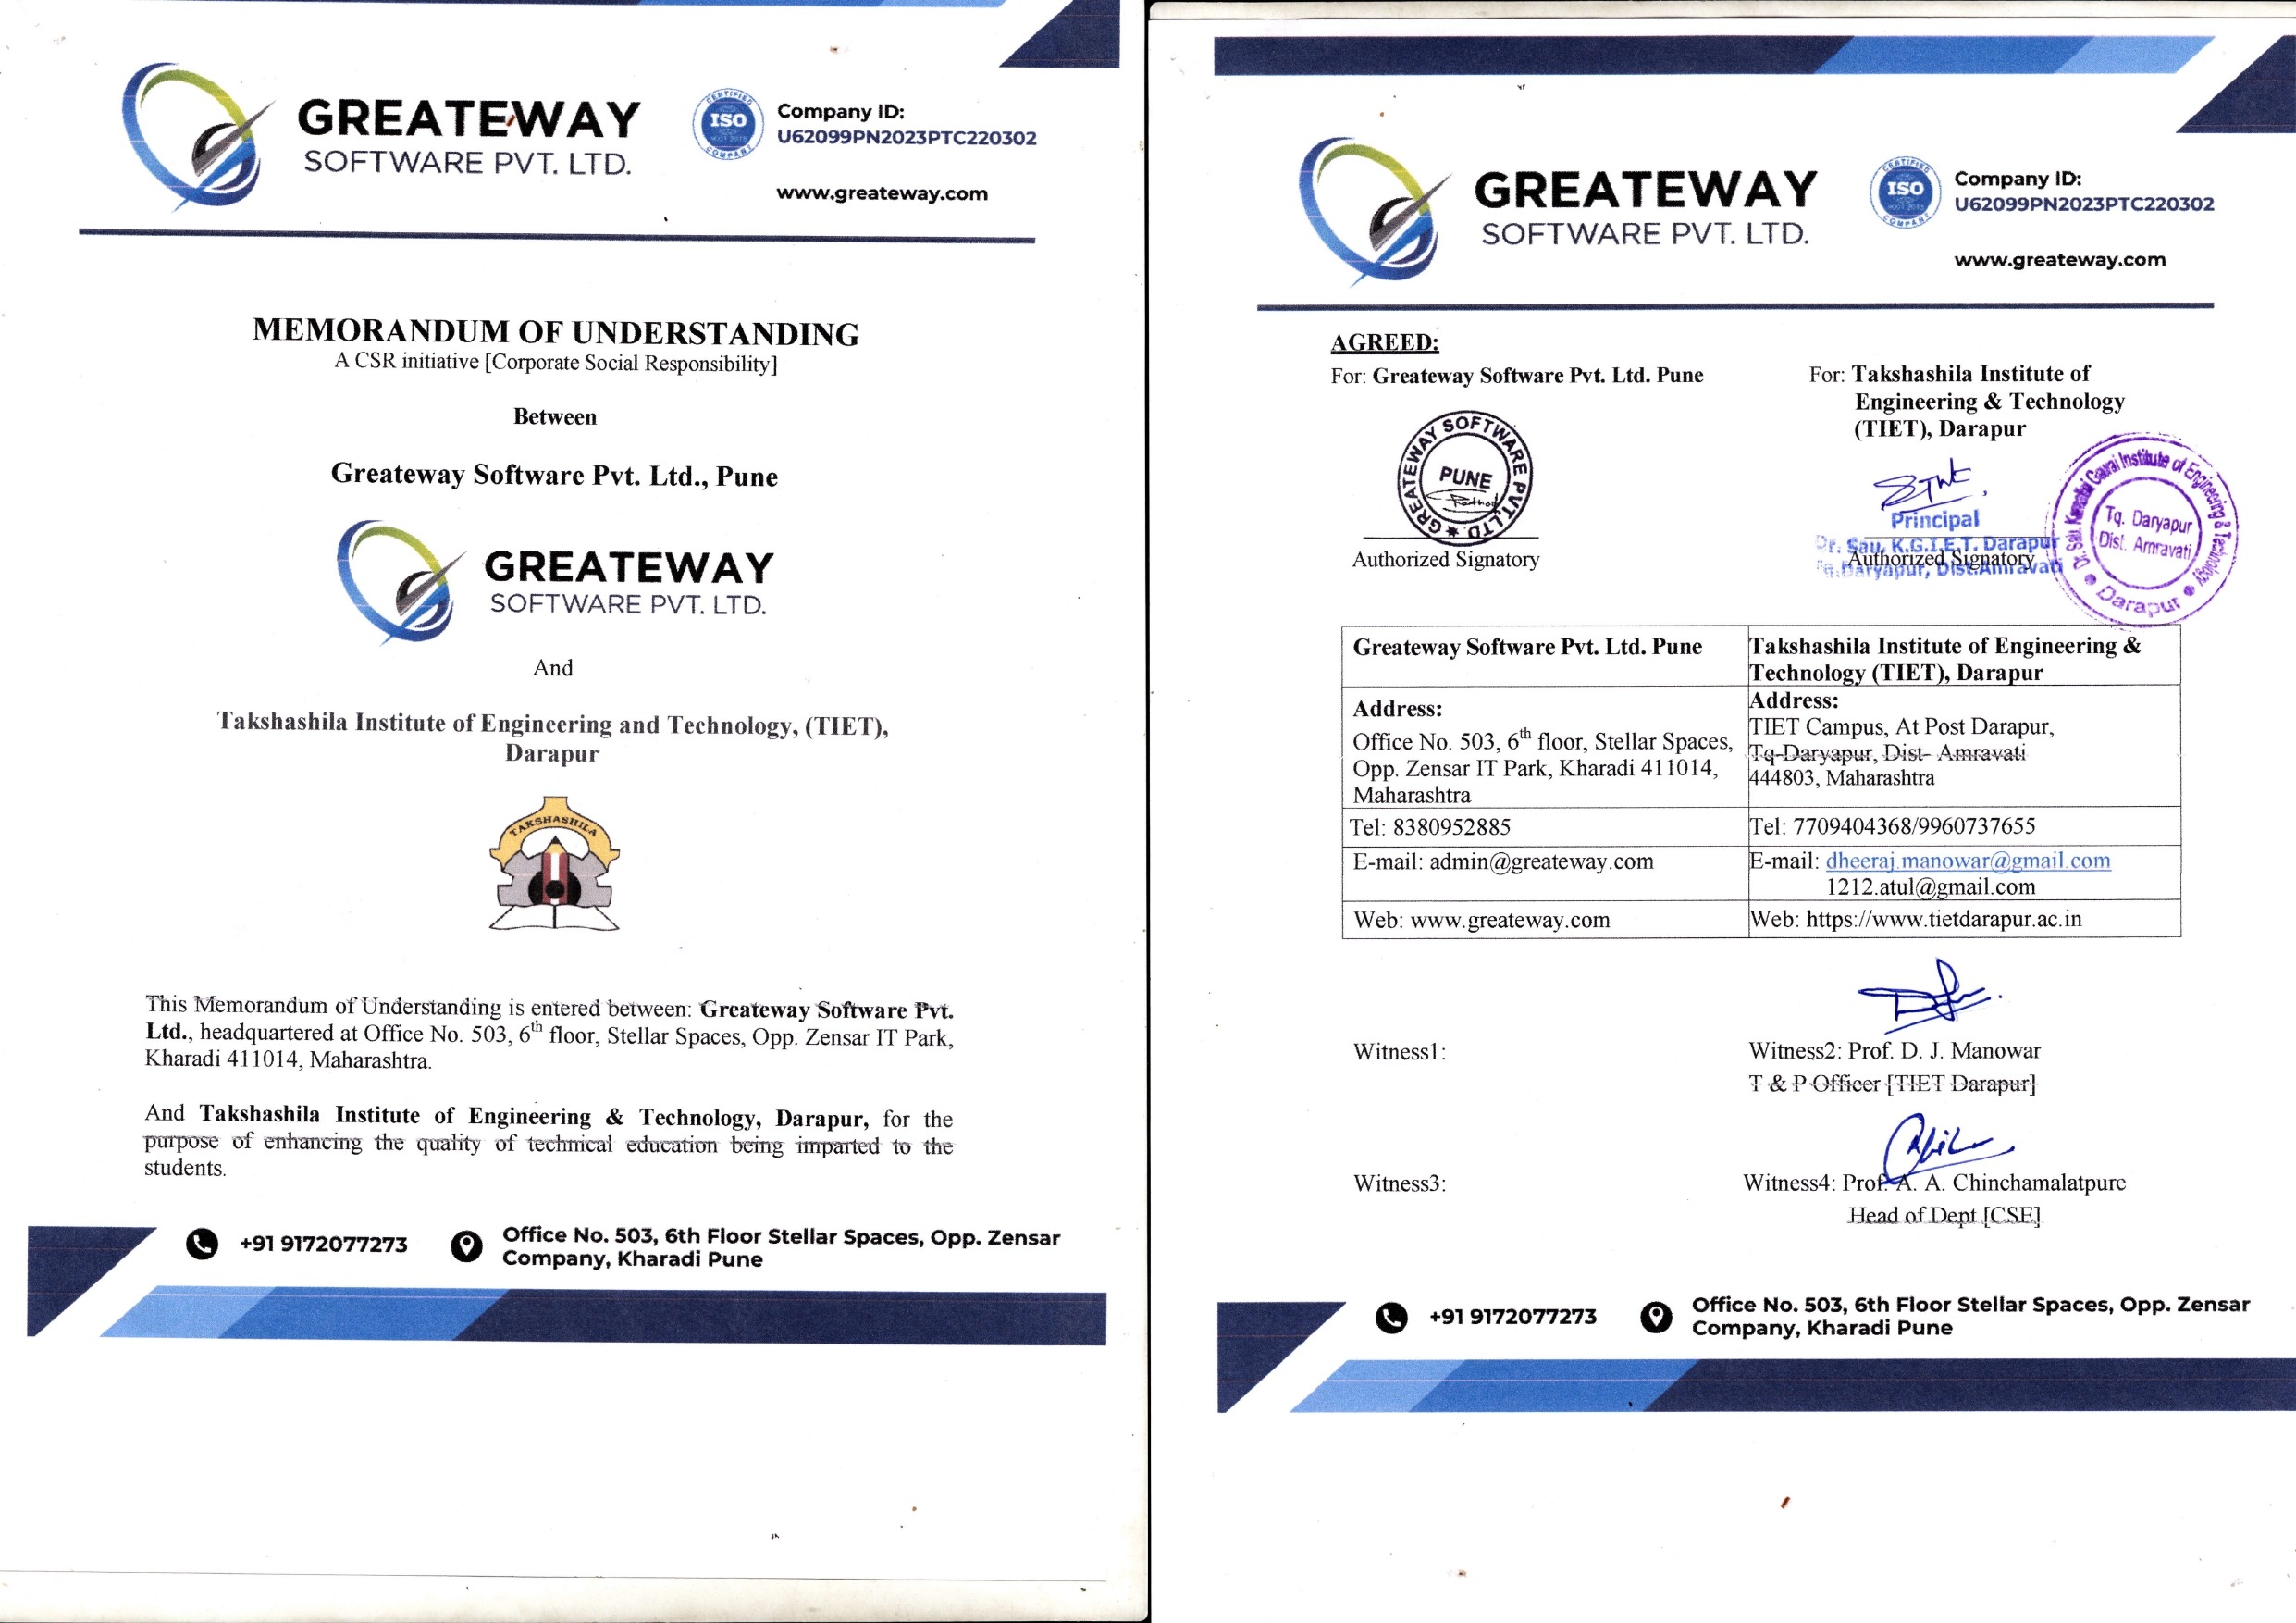 GREATEWAY
SOFTWARE PVT. LTD.
CERTIFIED
ISO
9001:2015
COMPANY
Company ID:
U62099PN2023PTC220302
www.greateway.com
MEMORANDUM OF UNDERSTANDING
A CSR initiative [Corporate Social Responsibility]
Between
Greateway Software Pvt. Ltd., Pune
GREATEWAY
SOFTWARE PVT. LTD.
And
Takshashila Institute of Engineering and Technology, (TIET),
Darapur
TAKSHASHILA
This Memorandum of Understanding is entered between: Greateway Software Pvt.
Ltd., headquartered at Office No. 503, 6th floor, Stellar Spaces, Opp. Zensar IT Park,
Kharadi 411014, Maharashtra.
And Takshashila Institute of Engineering & Technology, Darapur, for the
purpose of enhancing the quality of technical education being imparted to the
students.
+91 9172077273
Office No. 503, 6th Floor Stellar Spaces, Opp. Zensar
Company, Kharadi Pune
GREATEWAY
SOFTWARE PVT. LTD.
CERTIFIED
ISO
9001:2015
COMPANY
Company ID:
U62099PN2023PTC220302
www.greateway.com
AGREED:
For: Greateway Software Pvt. Ltd. Pune
GREATEWAY SOFTWARE PVT. LTD.
PUNE
Authorized Signatory
For: Takshashila Institute of
Engineering & Technology
(TIET), Darapur
Principal
Dr. Sau. K.G.I.E.T. Darapur
Authorized Signatory
Tq.Daryapur, Dist.Amravati
Dr. Sau. Kamaltai Gawai Institute of Engineering & Technology
Tq. Daryapur
Dist. Amravati
Darapur
Greateway Software Pvt. Ltd. Pune
Takshashila Institute of Engineering &
Technology (TIET), Darapur
Address:
Office No. 503, 6th floor, Stellar Spaces,
Opp. Zensar IT Park, Kharadi 411014,
Maharashtra
Address:
TIET Campus, At Post Darapur,
Tq-Daryapur, Dist- Amravati
444803, Maharashtra
Tel: 8380952885
Tel: 7709404368/9960737655
E-mail: admin@greateway.com
E-mail: dheeraj.manowar@gmail.com
1212.atul@gmail.com
Web: www.greateway.com
Web: https://www.tietdarapur.ac.in
Witness1:
Witness2: Prof. D. J. Manowar
T & P Officer [TIET Darapur]
Witness3:
Witness4: Prof. A. A. Chinchamalatpure
Head of Dept [CSE]
+91 9172077273
Office No. 503, 6th Floor Stellar Spaces, Opp. Zensar
Company, Kharadi Pune